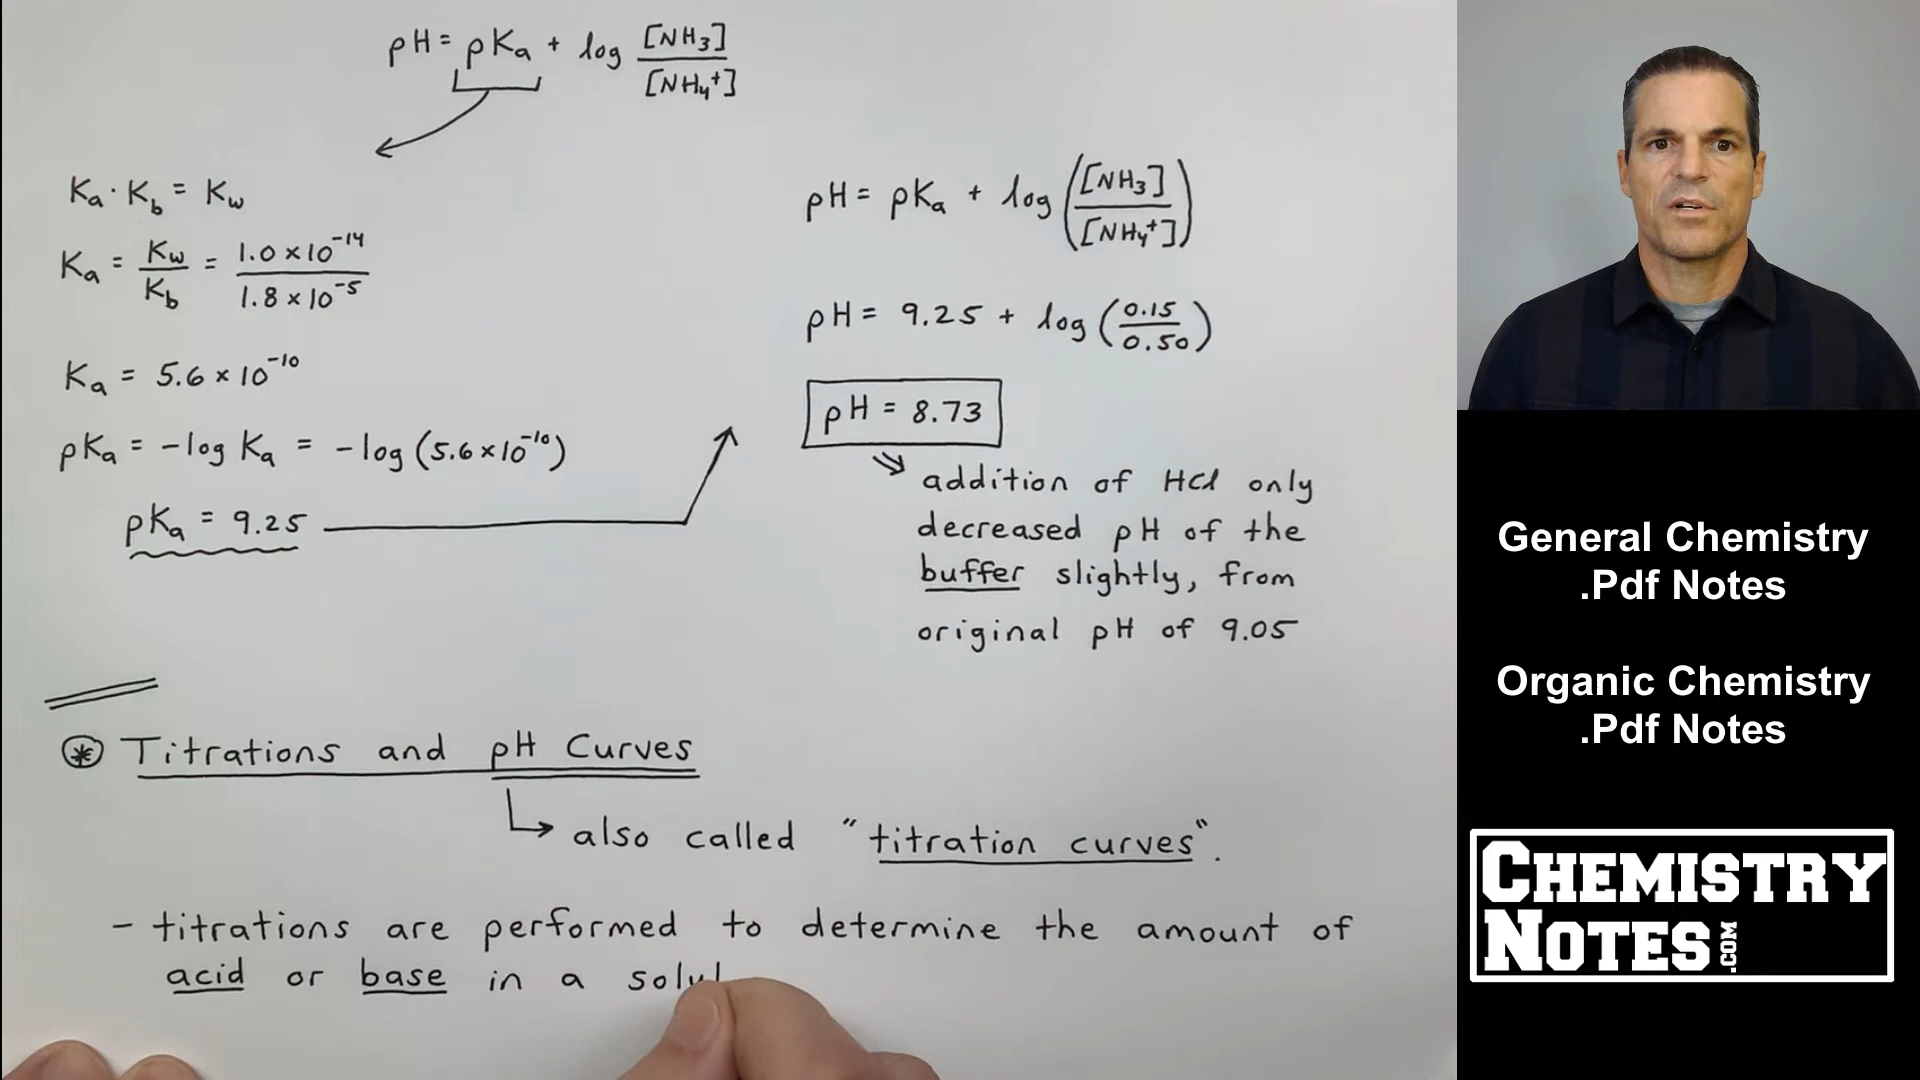 pH = pKa + log [NH3] / [NH4+]
Ka · Kb = Kw
Ka = Kw / Kb = 1.0 × 10^-14 / 1.8 × 10^-5
Ka = 5.6 × 10^-10
pKa = -log Ka = -log (5.6 × 10^-10)
pKa = 9.25
pH = pKa + log ([NH3] / [NH4+])
pH = 9.25 + log (0.15 / 0.50)
pH = 8.73
addition of HCl only
decreased pH of the
buffer slightly, from
original pH of 9.05
* Titrations and pH Curves
also called "titration curves".
- titrations are performed to determine the amount of
acid or base in a
General Chemistry
.Pdf Notes
Organic Chemistry
.Pdf Notes
CHEMISTRY
NOTES.COM